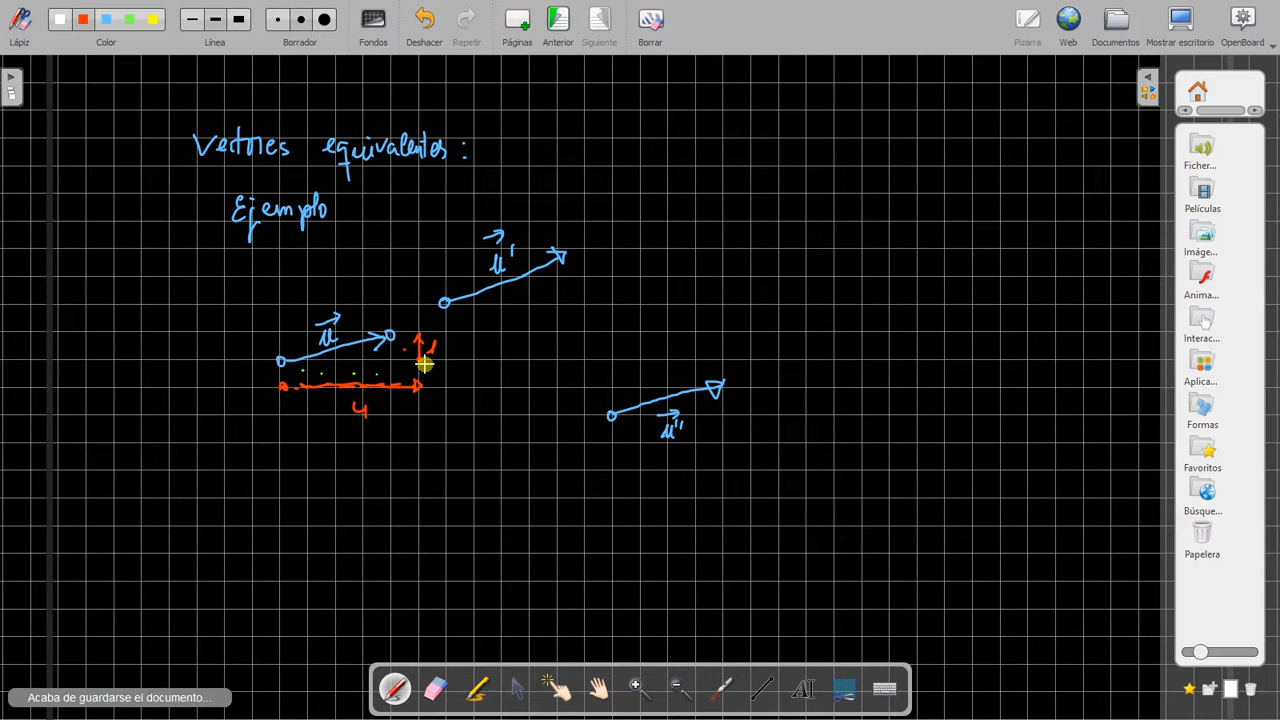 Lápiz Color Línea Borrador Fondos Deshacer Repetir Páginas Anterior Siguiente Borrar Pizarra Web Documentos Mostrar escritorio OpenBoard
Vectores equivalentes:
Ejemplo
u'
u
1
4
u''
Ficher...
Películas
Imáge...
Anima...
Interac...
Aplica...
Formas
Favoritos
Búsque...
Papelera
Acaba de guardarse el documento...